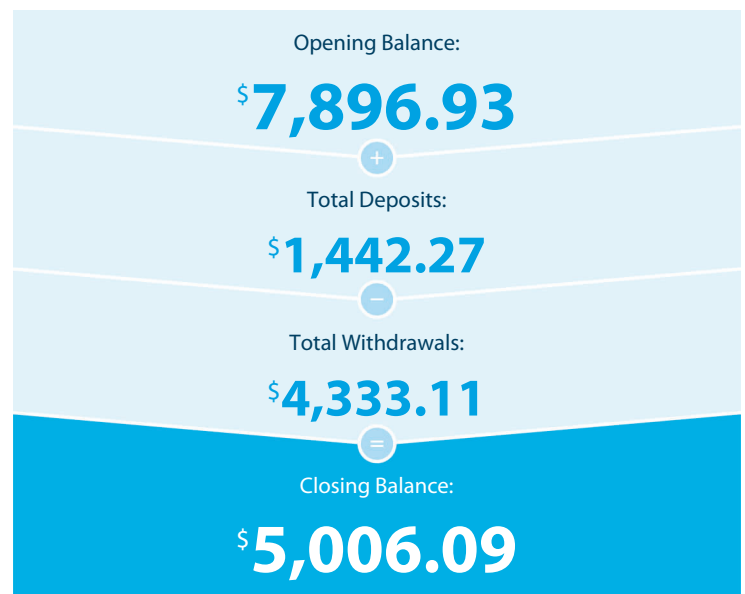 Opening Balance:
$7,896.93
+
Total Deposits:
$1,442.27
−
Total Withdrawals:
$4,333.11
=
Closing Balance:
$5,006.09